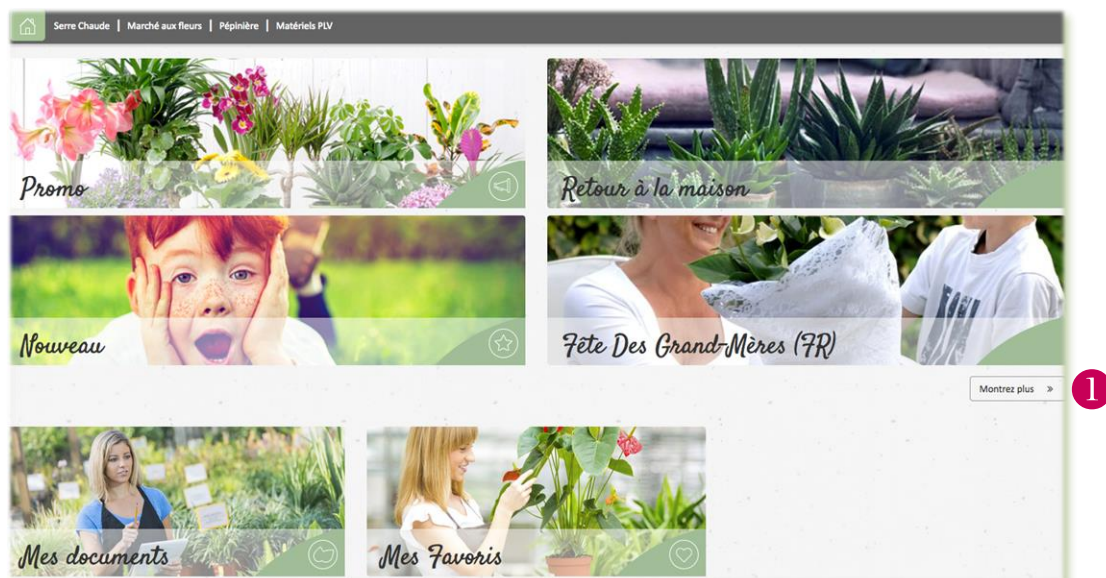 Serre Chaude | Marché aux fleurs | Pépinière | Matériels PLV
Promo
Retour à la maison
Nouveau
Fête Des Grand-Mères (FR)
Montrez plus »
1
Mes documents
Mes Favoris